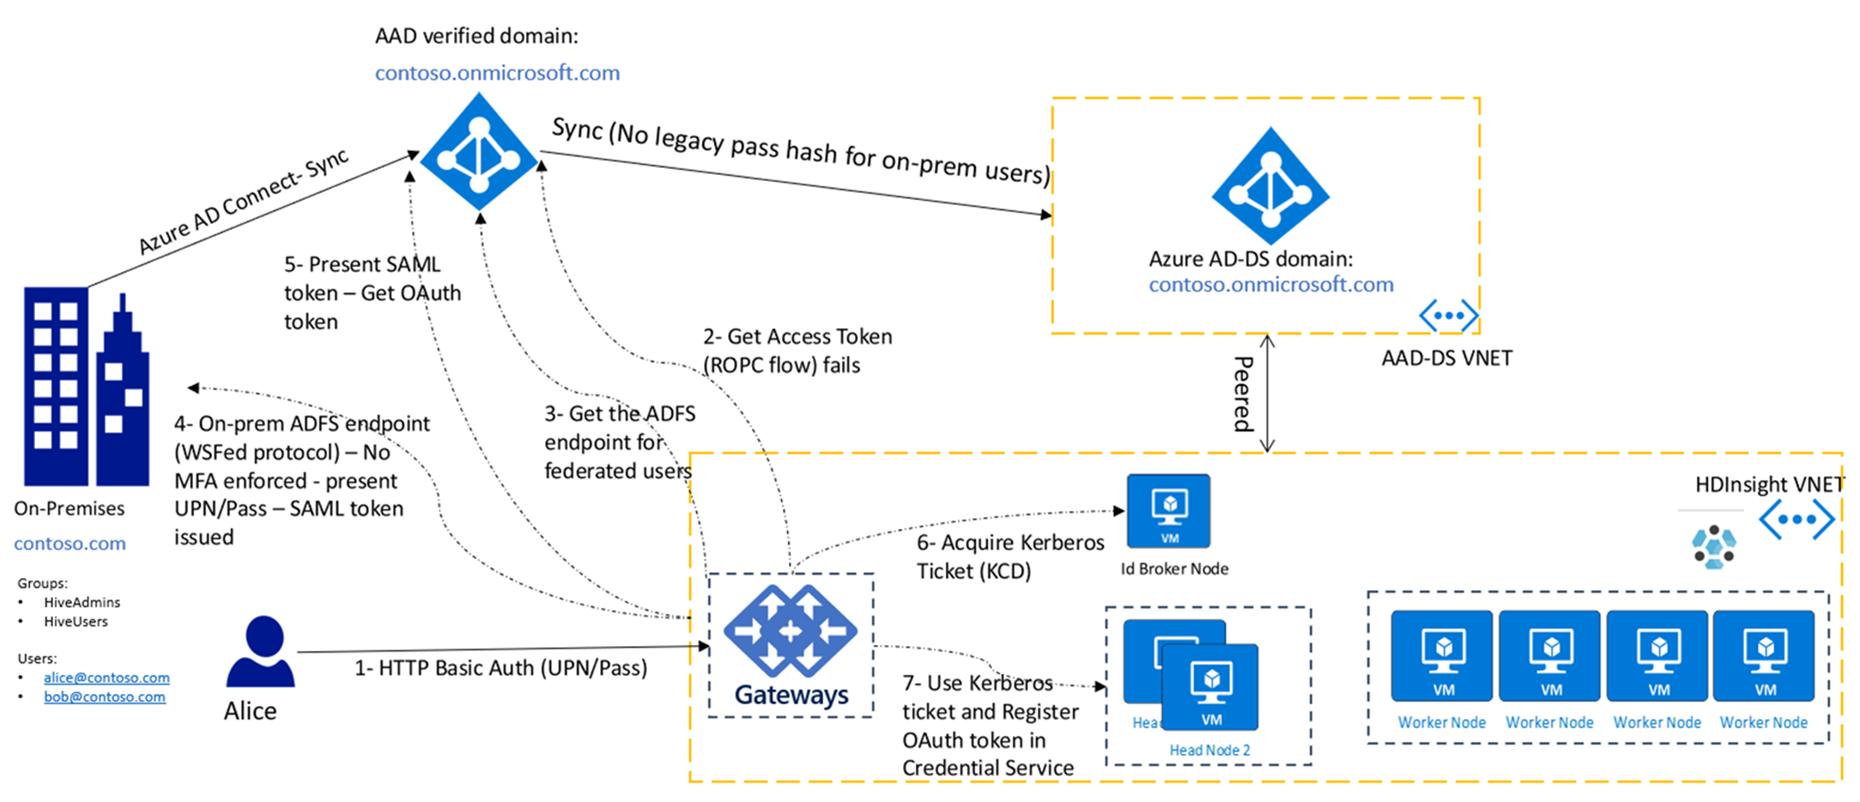 AAD verified domain:
contoso.onmicrosoft.com
Azure AD Connect- Sync
Sync (No legacy pass hash for on-prem users)
Azure AD-DS domain:
contoso.onmicrosoft.com
AAD-DS VNET
Peered
5- Present SAML
token – Get OAuth
token
2- Get Access Token
(ROPC flow) fails
3- Get the ADFS
endpoint for
federated users
4- On-prem ADFS endpoint
(WSFed protocol) – No
MFA enforced - present
UPN/Pass – SAML token
issued
On-Premises
contoso.com
Groups:
• HiveAdmins
• HiveUsers
Users:
• alice@contoso.com
• bob@contoso.com
Alice
1- HTTP Basic Auth (UPN/Pass)
Gateways
6- Acquire Kerberos
Ticket (KCD)
VM
Id Broker Node
HDInsight VNET
7- Use Kerberos
ticket and Register
OAuth token in
Credential Service
Head
VM
Head Node 2
VM
Worker Node
VM
Worker Node
VM
Worker Node
VM
Worker Node